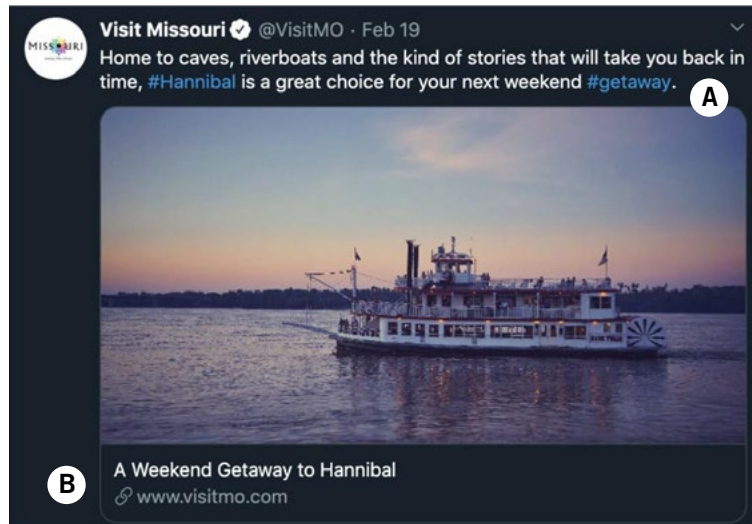 MISSOURI
Visit Missouri @VisitMO · Feb 19
Home to caves, riverboats and the kind of stories that will take you back in
time, #Hannibal is a great choice for your next weekend #getaway.
A
B
A Weekend Getaway to Hannibal
www.visitmo.com